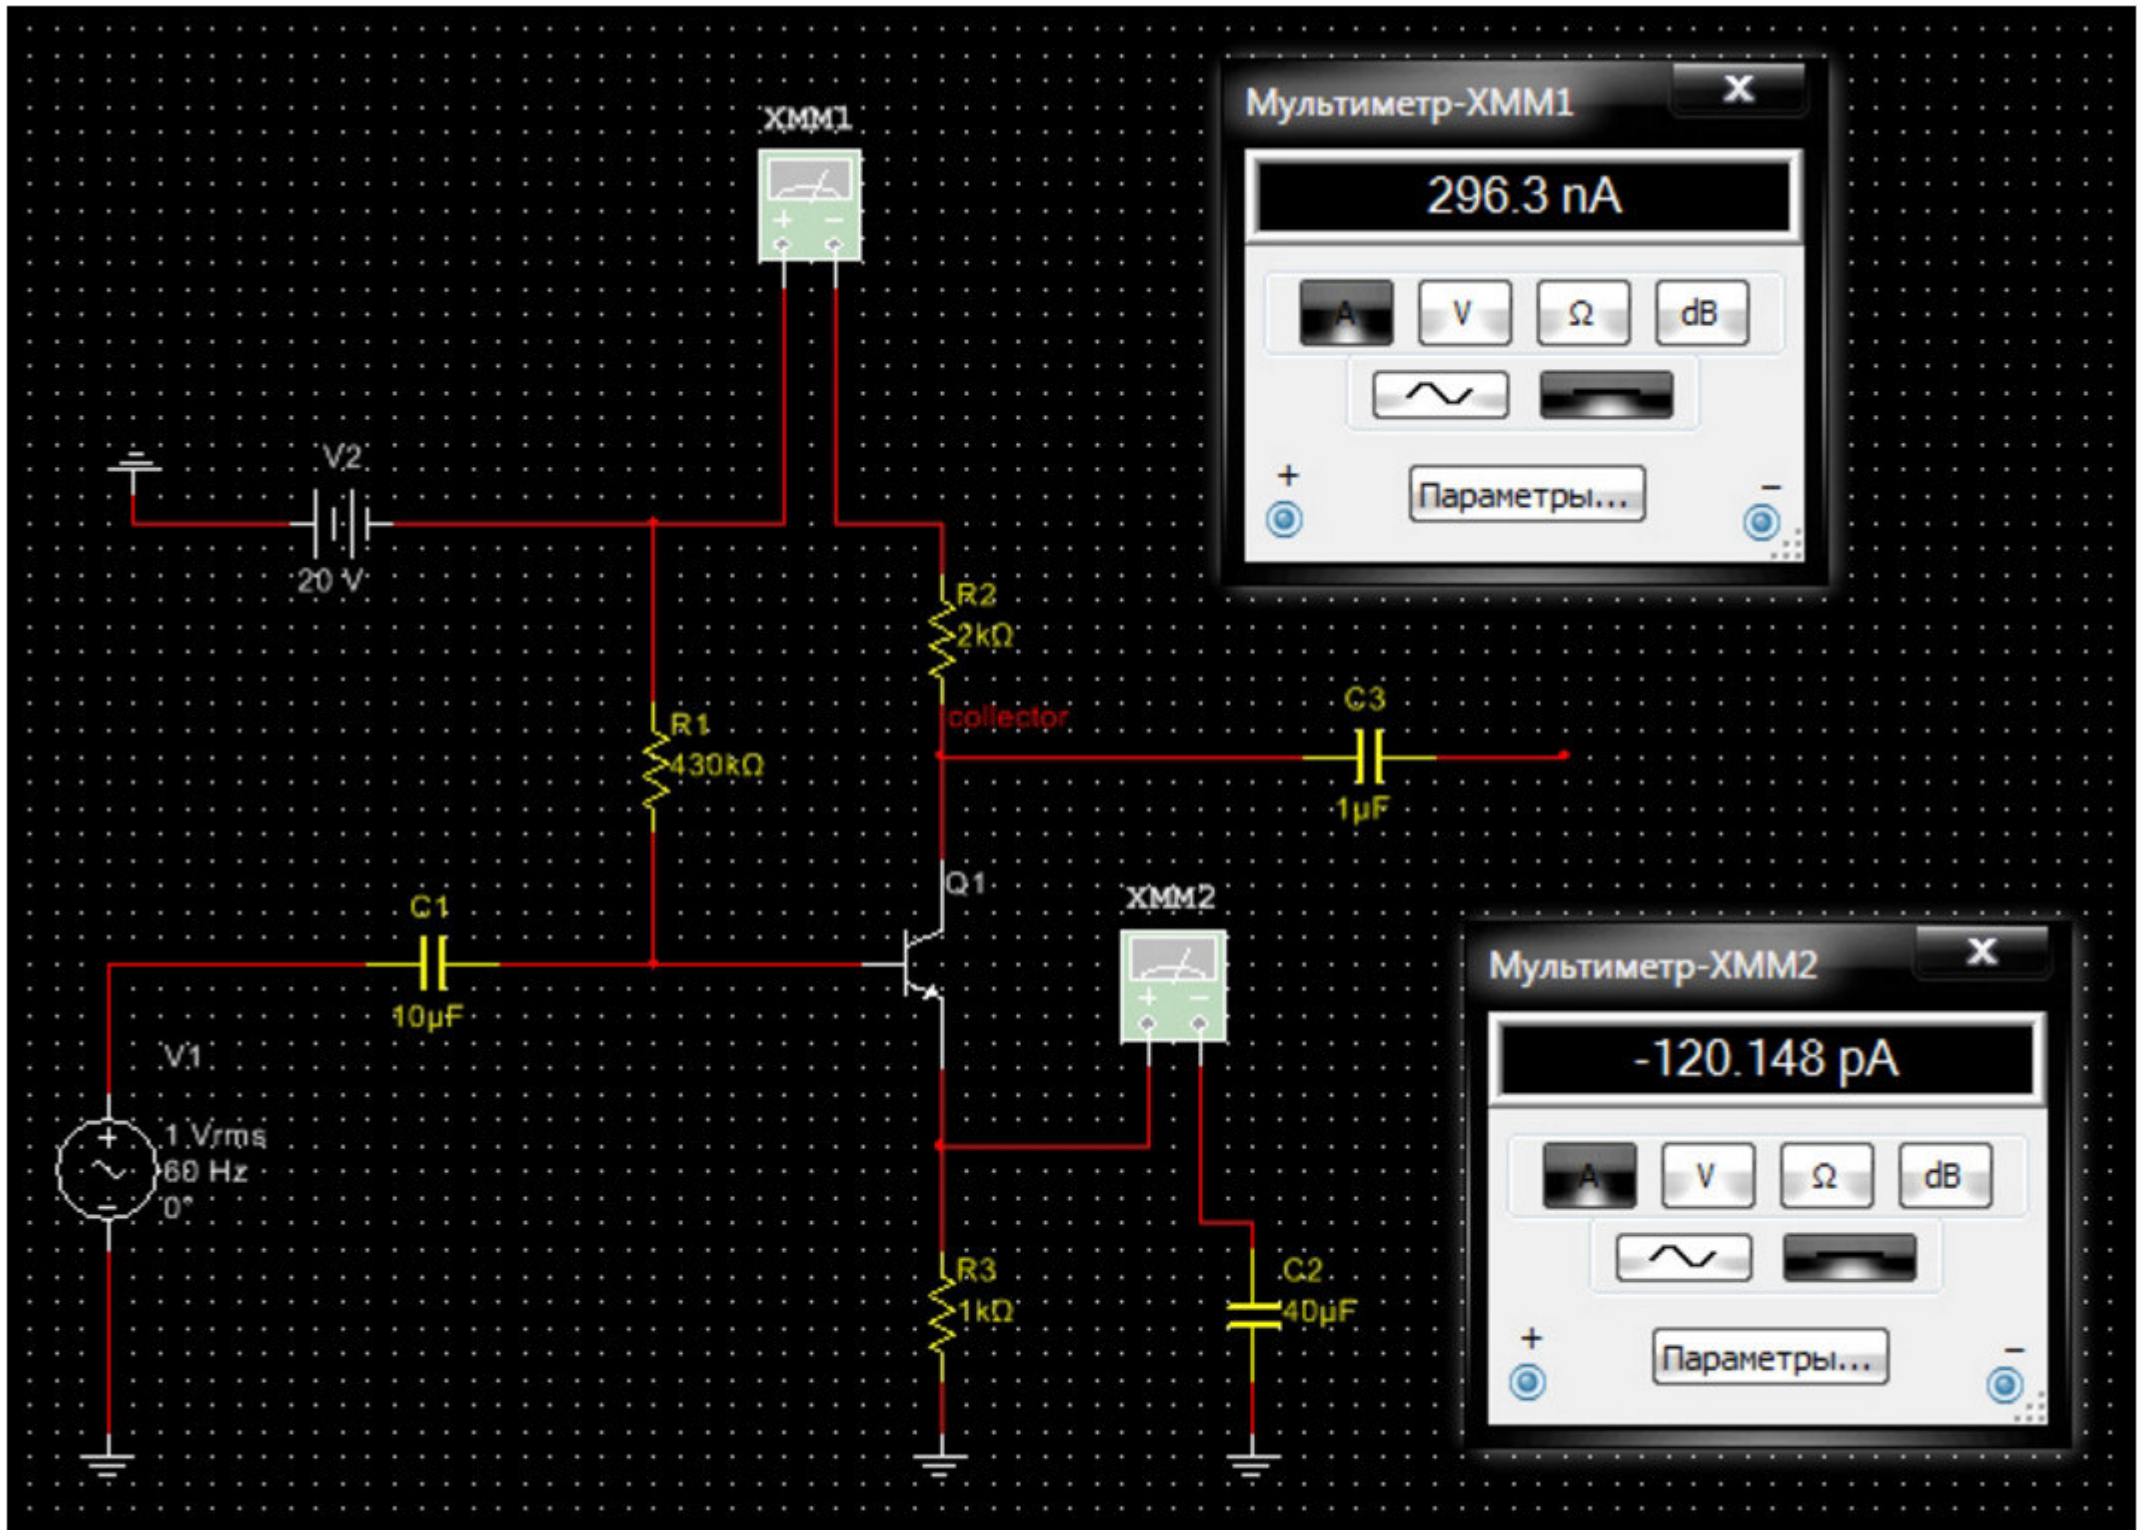 XMM1
Мультиметр-XMM1
X
296.3 nA
A
V
Ω
dB
+
−
Параметры...
V2
20 V
R2
2kΩ
collector
C3
1µF
R1
430kΩ
Q1
C1
10µF
XMM2
Мультиметр-XMM2
X
-120.148 pA
A
V
Ω
dB
+
−
Параметры...
V1
1 Vrms
60 Hz
0°
R3
1kΩ
C2
40µF